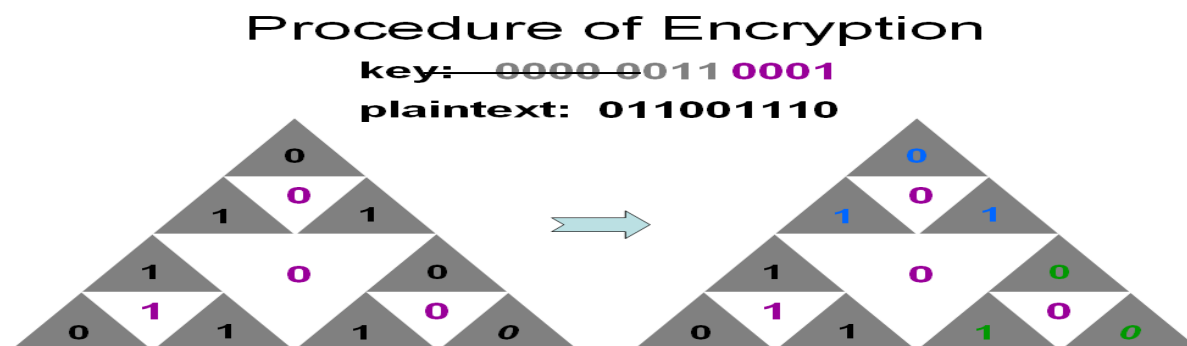 Procedure of Encryption
key: 0000 0011 0001
plaintext: 011001110
0 0
0 0
1 1 1 1
1 0 0 1 0 0
1 0 1 0
0 1 1 0 0 1 1 0